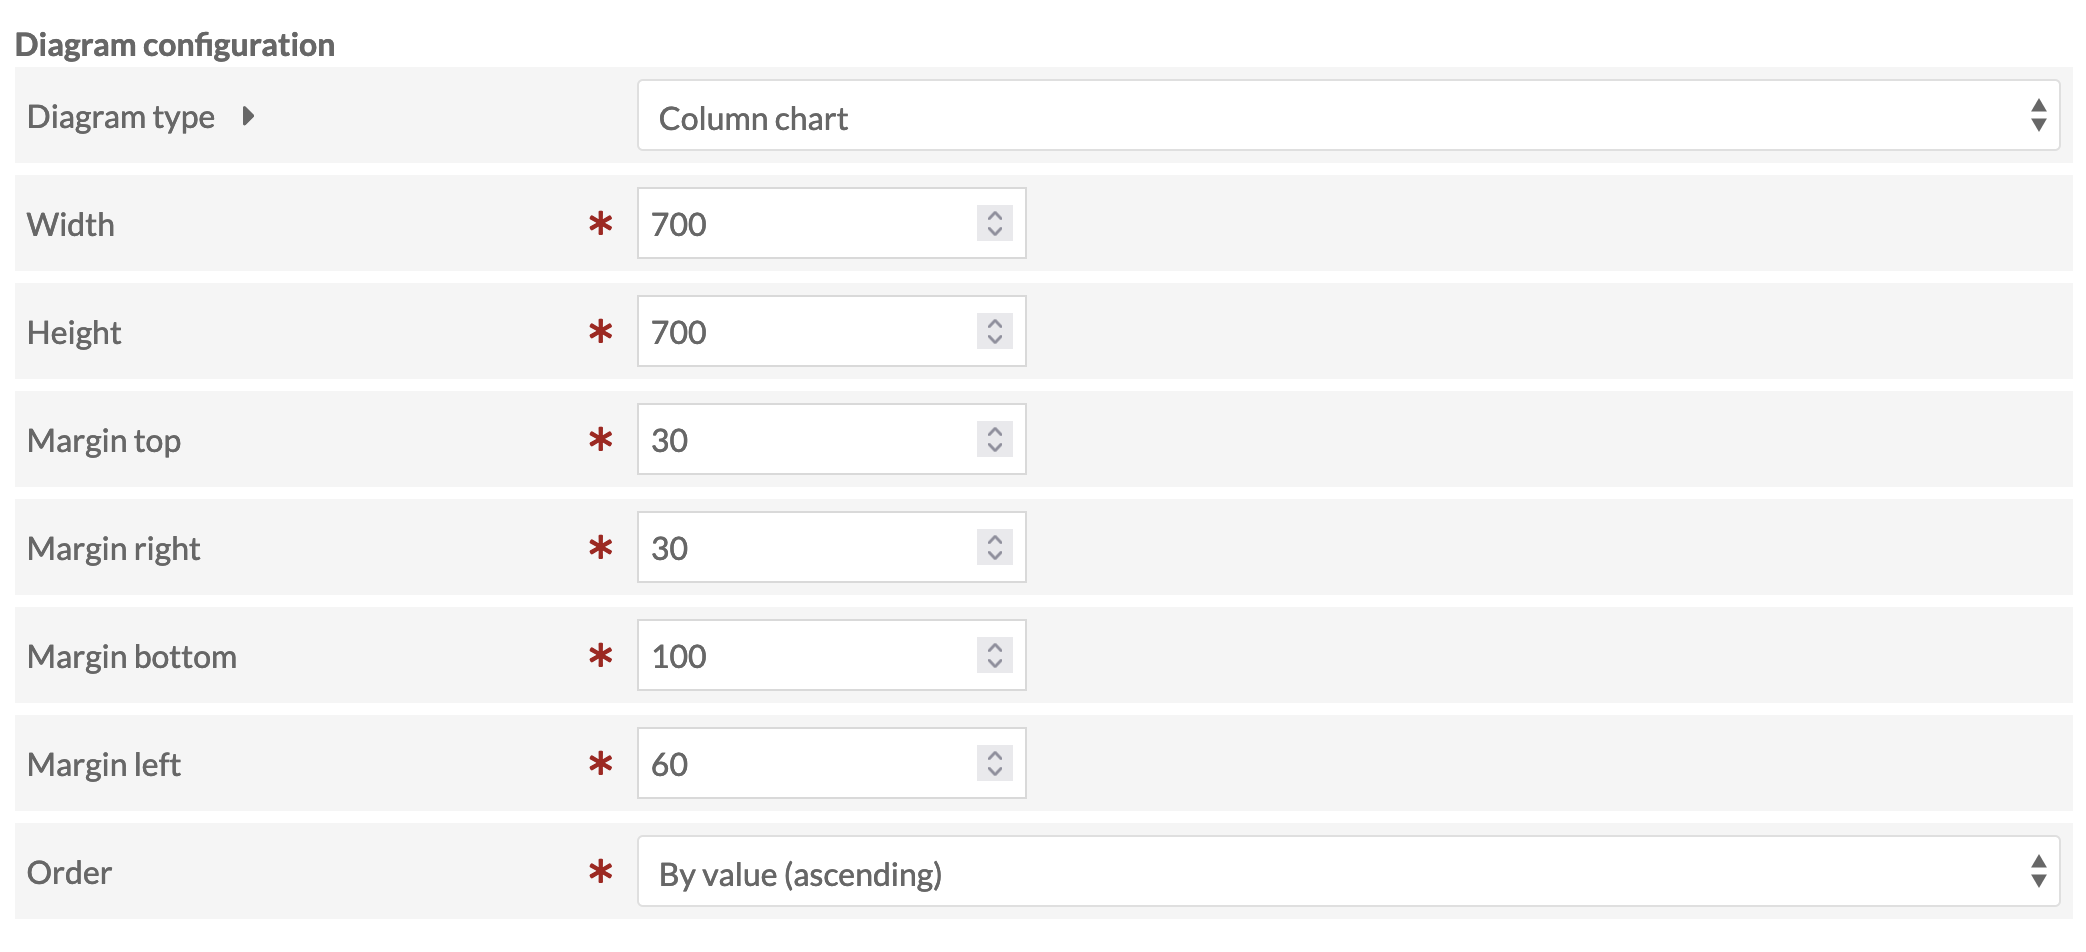 Diagram configuration
Diagram type Column chart
Width * 700
Height * 700
Margin top * 30
Margin right * 30
Margin bottom * 100
Margin left * 60
Order * By value (ascending)